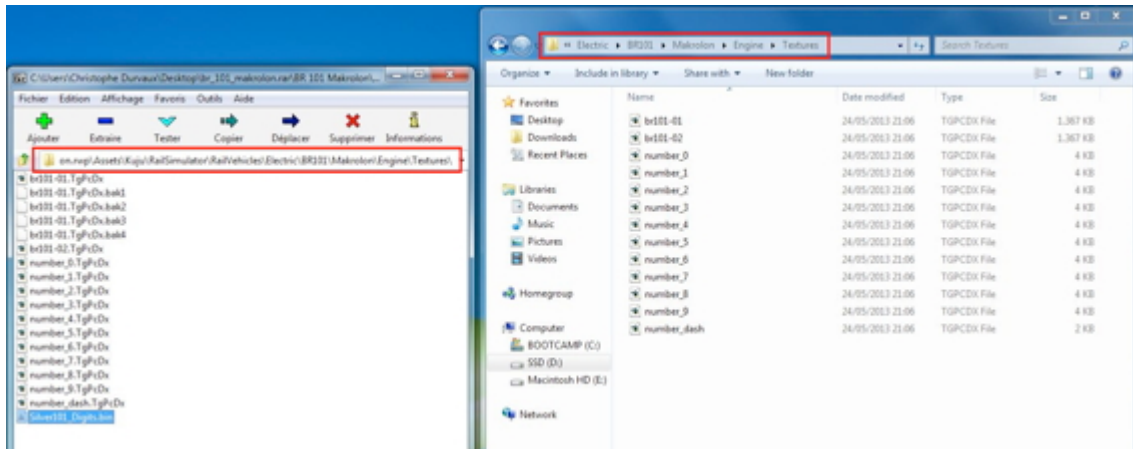 C:\Users\Christophe Durvaux\Desktop\br_101_makrolon.rar\BR 101 Makrolon\...
Fichier Edition Affichage Favoris Outils Aide
Ajouter Extraire Tester Copier Déplacer Supprimer Informations
on.rwp\Assets\Kuju\RailSimulator\RailVehicles\Electric\BR101\Makrolon\Engine\Textures\
br101-01.TgPcDx
br101-01.TgPcDx.bak1
br101-01.TgPcDx.bak2
br101-01.TgPcDx.bak3
br101-01.TgPcDx.bak4
br101-02.TgPcDx
number_0.TgPcDx
number_1.TgPcDx
number_2.TgPcDx
number_3.TgPcDx
number_4.TgPcDx
number_5.TgPcDx
number_6.TgPcDx
number_7.TgPcDx
number_8.TgPcDx
number_9.TgPcDx
number_dash.TgPcDx
Silver101_Digits.bin
« Electric ▸ BR101 ▸ Makrolon ▸ Engine ▸ Textures
Search Textures
Organize Include in library Share with New folder
Favorites
Desktop
Downloads
Recent Places
Libraries
Documents
Music
Pictures
Videos
Homegroup
Computer
BOOTCAMP (C:)
SSD (D:)
Macintosh HD (E:)
Network
Name Date modified Type Size
br101-01 24/05/2013 21:06 TGPCDX File 1,367 KB
br101-02 24/05/2013 21:06 TGPCDX File 1,367 KB
number_0 24/05/2013 21:06 TGPCDX File 4 KB
number_1 24/05/2013 21:06 TGPCDX File 4 KB
number_2 24/05/2013 21:06 TGPCDX File 4 KB
number_3 24/05/2013 21:06 TGPCDX File 4 KB
number_4 24/05/2013 21:06 TGPCDX File 4 KB
number_5 24/05/2013 21:06 TGPCDX File 4 KB
number_6 24/05/2013 21:06 TGPCDX File 4 KB
number_7 24/05/2013 21:06 TGPCDX File 4 KB
number_8 24/05/2013 21:06 TGPCDX File 4 KB
number_9 24/05/2013 21:06 TGPCDX File 4 KB
number_dash 24/05/2013 21:06 TGPCDX File 2 KB